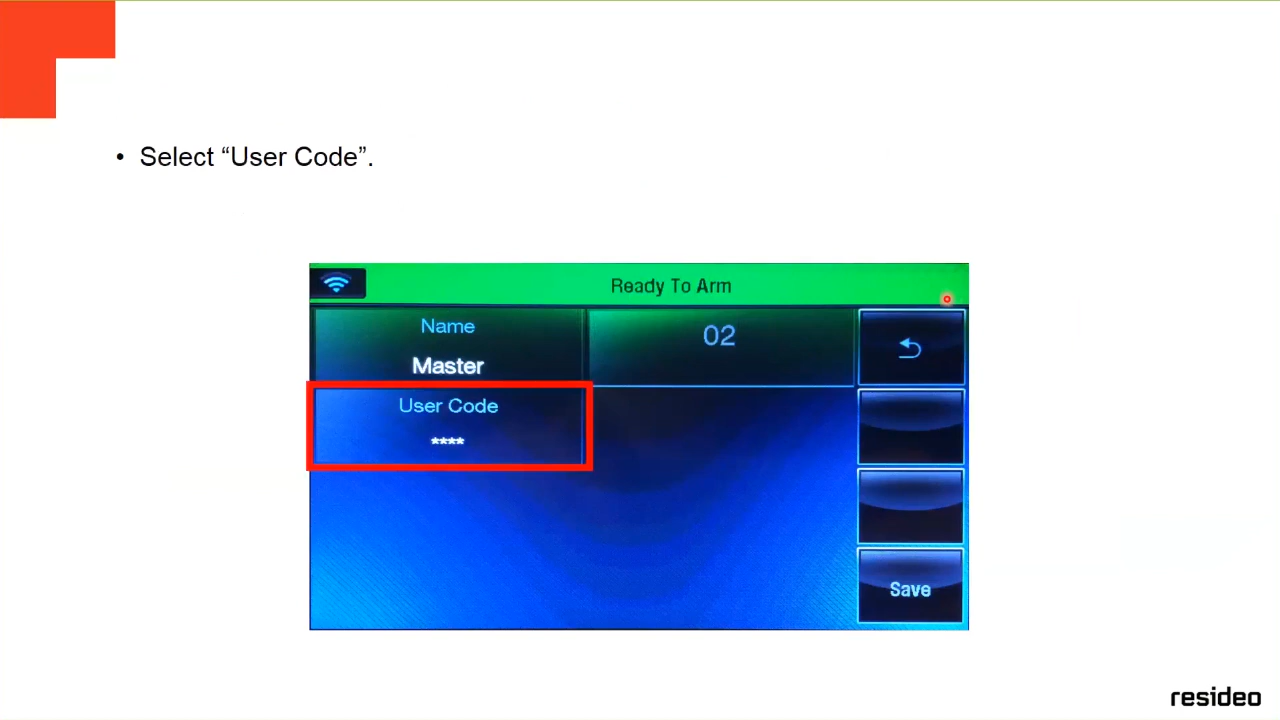 • Select “User Code”.
Ready To Arm
Name
Master
02
User Code
****
Save
resideo